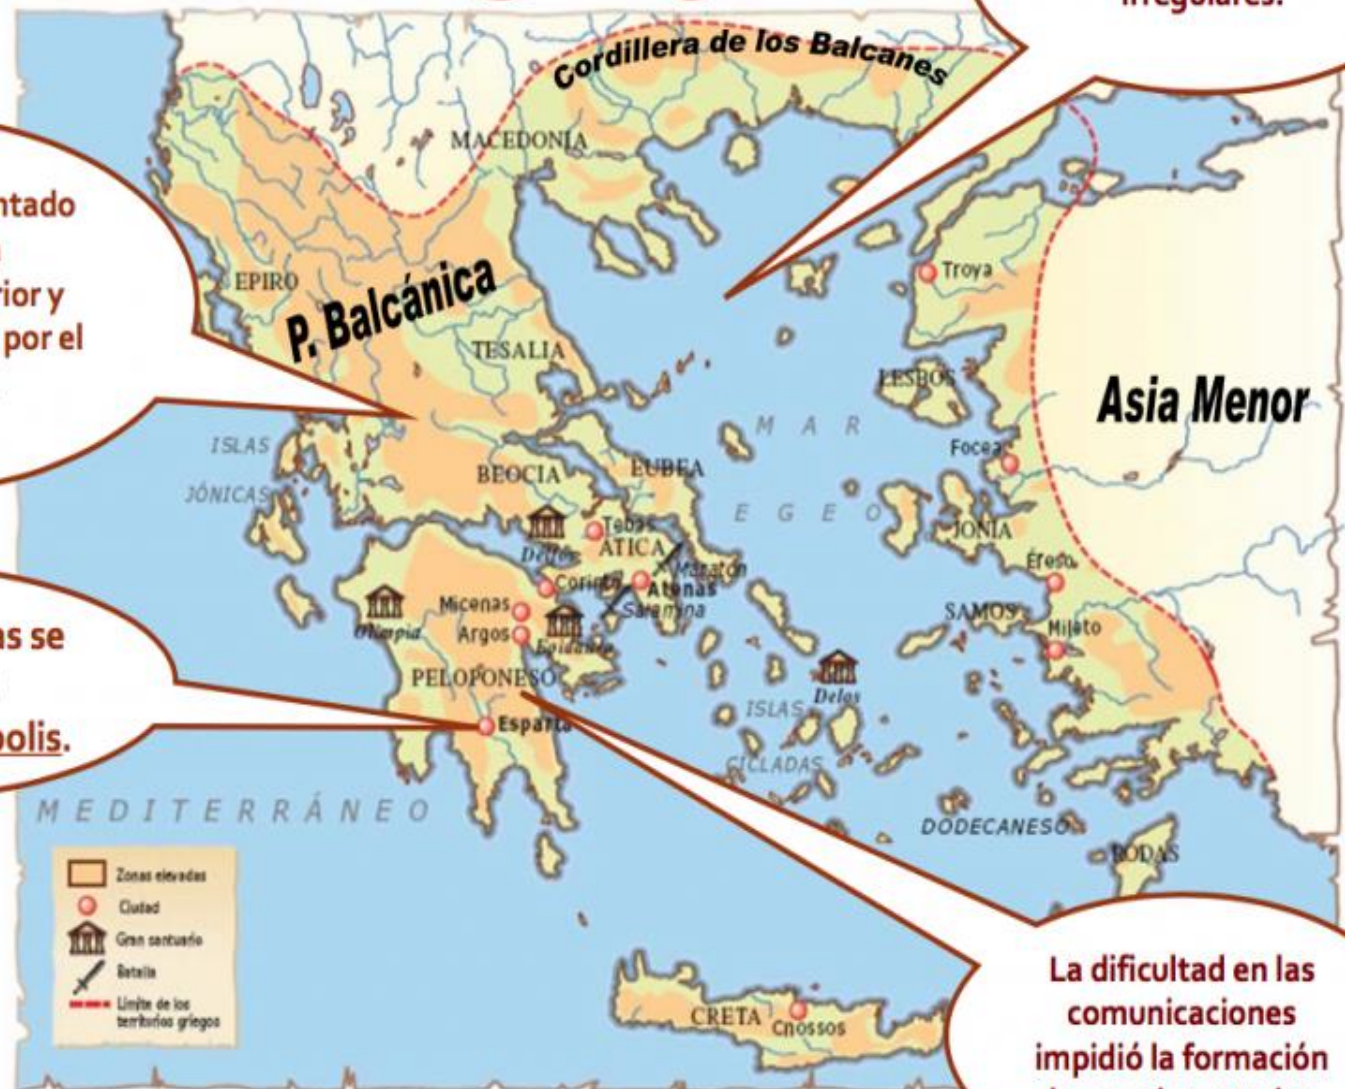 irregulares.
Cordillera de los Balcanes
MACEDONIA
ntado
rior y
por el
EPIRO
P. Balcánica
TESALIA
Troya
LESBOS
Asia Menor
ISLAS
JÓNICAS
MAR
EGEO
Focea
BEOCIA
EUBEA
JONIA
Tebas
Delfos
ÁTICA
Maratón
Corinto
Atenas
Salamina
Éfeso
SAMOS
Mileto
Micenas
Argos
Olimpia
Epidauro
PELOPONESO
Esparta
as se
polis.
ISLAS
CÍCLADAS
Delos
MEDITERRÁNEO
DODECANESO
RODAS
Zonas elevadas
Ciudad
Gran santuario
Batalla
Límite de los
territorios griegos
CRETA
Cnossos
La dificultad en las
comunicaciones
impidió la formación